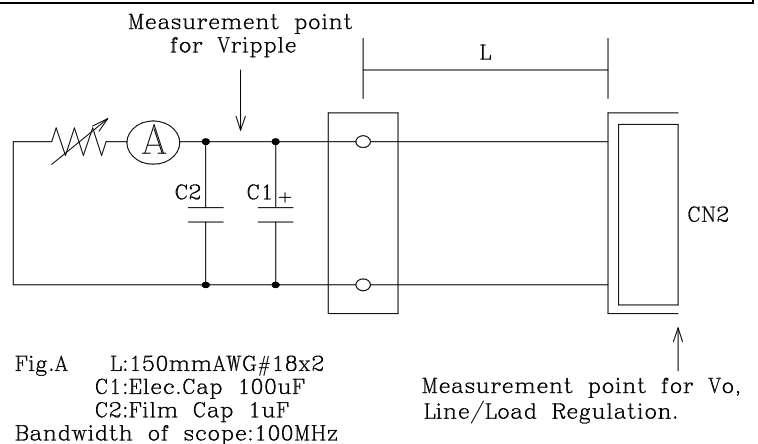 Measurement point
for Vripple
L
A
C2
C1
+
CN2
Fig.A L:150mmAWG#18x2
C1:Elec.Cap 100uF
C2:Film Cap 1uF
Bandwidth of scope:100MHz
Measurement point for Vo,
Line/Load Regulation.